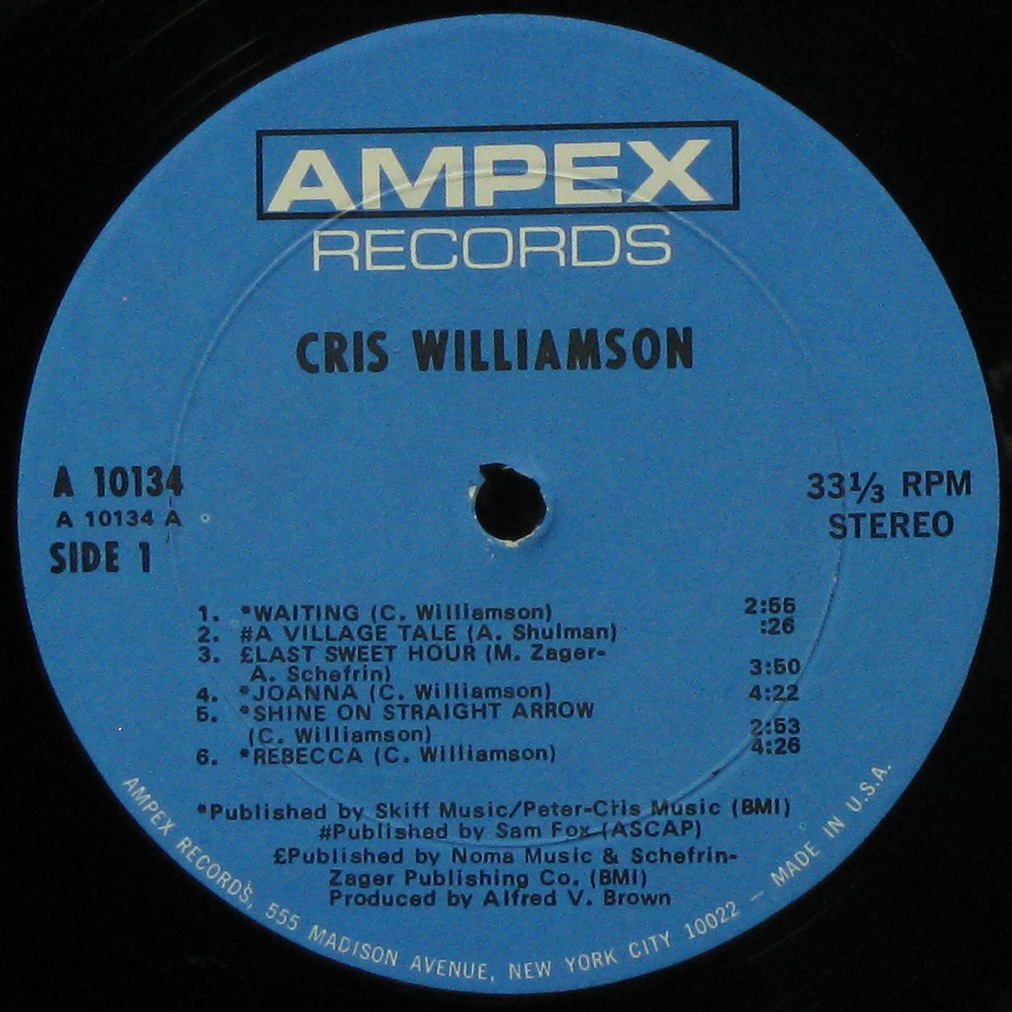 AMPEX
RECORDS
CRIS WILLIAMSON
A 10134
A 10134 A
SIDE 1
33⅓ RPM
STEREO
1. *WAITING (C. Williamson) 2:55
2. #A VILLAGE TALE (A. Shulman) :26
3. £LAST SWEET HOUR (M. Zager-
A. Schefrin) 3:50
4. *JOANNA (C. Williamson) 4:22
5. *SHINE ON STRAIGHT ARROW
(C. Williamson) 2:53
6. *REBECCA (C. Williamson) 4:26
*Published by Skiff Music/Peter-Cris Music (BMI)
#Published by Sam Fox (ASCAP)
£Published by Noma Music & Schefrin-
Zager Publishing Co. (BMI)
Produced by Alfred V. Brown
AMPEX RECORDS, 555 MADISON AVENUE, NEW YORK CITY 10022 — MADE IN U.S.A.